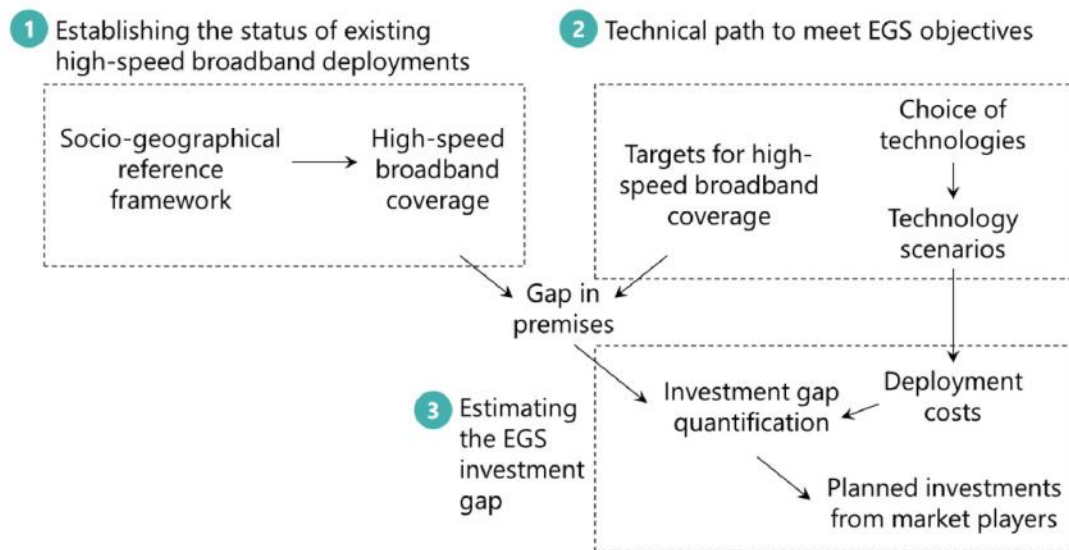 1 Establishing the status of existing
high-speed broadband deployments
Socio-geographical
reference
framework
High-speed
broadband
coverage
2 Technical path to meet EGS objectives
Choice of
technologies
Targets for high-
speed broadband
coverage
Technology
scenarios
Gap in
premises
3 Estimating
the EGS
investment
gap
Investment gap
quantification
Deployment
costs
Planned investments
from market players